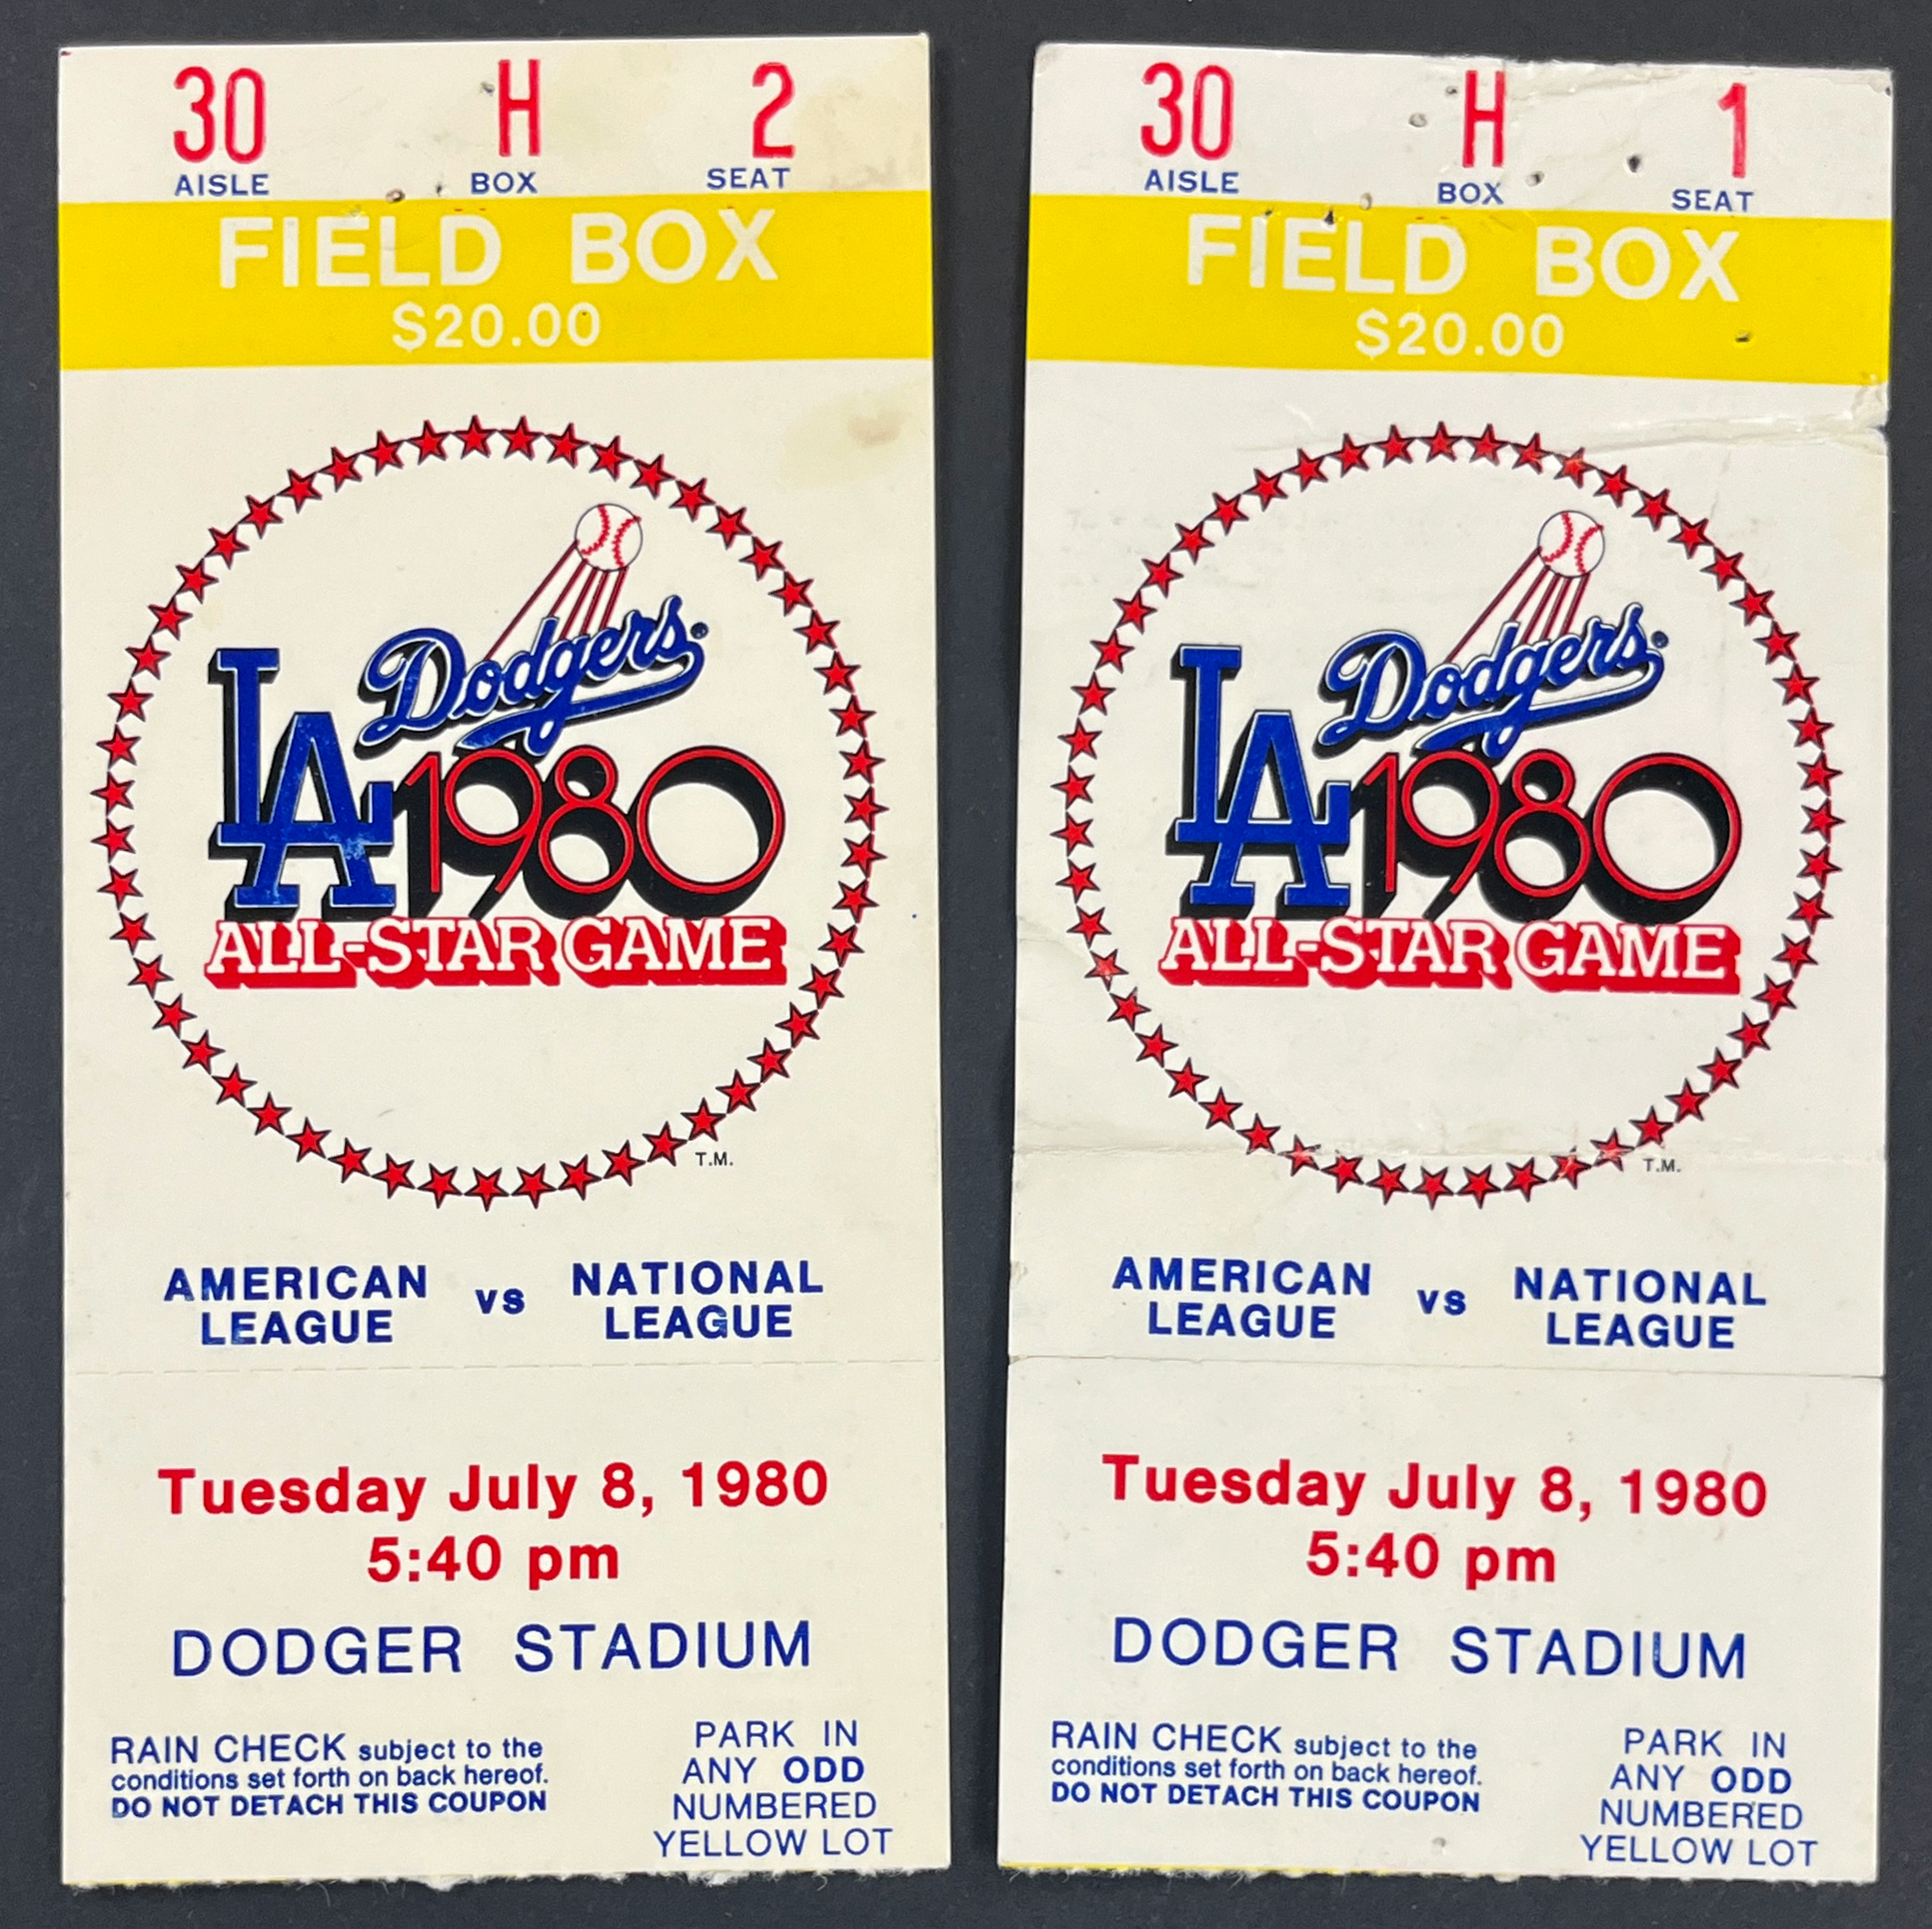 30 H 2
AISLE BOX SEAT
FIELD BOX
$20.00
Dodgers
LA 1980
ALL-STAR GAME
T.M.
AMERICAN LEAGUE vs NATIONAL LEAGUE
Tuesday July 8, 1980
5:40 pm
DODGER STADIUM
RAIN CHECK subject to the
conditions set forth on back hereof.
DO NOT DETACH THIS COUPON
PARK IN
ANY ODD
NUMBERED
YELLOW LOT
30 H 1
AISLE BOX SEAT
FIELD BOX
$20.00
Dodgers
LA 1980
ALL-STAR GAME
T.M.
AMERICAN LEAGUE vs NATIONAL LEAGUE
Tuesday July 8, 1980
5:40 pm
DODGER STADIUM
RAIN CHECK subject to the
conditions set forth on back hereof.
DO NOT DETACH THIS COUPON
PARK IN
ANY ODD
NUMBERED
YELLOW LOT